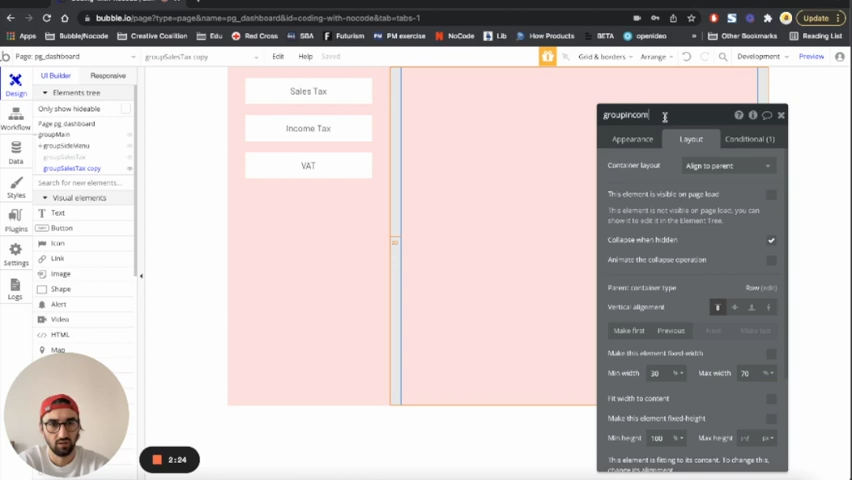 bubble.io/page?type=page&name=pg_dashboard&id=coding-with-nocode&tab=tabs-1
Update
Apps
Bubble/Nocode
Creative Collection
Edu
Red Cross
SBF
Futurism
PM exercise
NoCode
Lib
How > Prototy...
BBooks
openideo
Other Bookmarks
Reading List
Page: pg_dashboard
groupSalesTax copy
Edit
Help
Saved
Grid & borders
Arrange
Development
Preview
Design
Workflow
Data
Styles
Plugins
Settings
Logs
UI Builder
Responsive
Elements tree
Only show hideable
Page pg_dashboard
groupMain
groupSideMenu
groupSalesTax
groupSalesTax copy
Search for new elements...
Visual elements
Text
Button
Icon
Link
Image
Shape
Alert
Video
HTML
Map
Sales Tax
Income Tax
VAT
groupIncom
Appearance
Layout
Conditional (1)
Container layout
Align to parent
This element is visible on page load
This element is not visible on page load, you can
show it to edit it in the Element Tree.
Collapse when hidden
Animate the collapse operation
Parent container type
Row (edit)
Vertical alignment
Make first
Previous
Next
Make last
Make this element fixed-width
Min width
30
%
Max width
70
%
Fit width to content
Make this element fixed-height
Min height
100
%
Max height
inf
px
This element is fitting to its content. To change this,
change its Alignment.
2:24